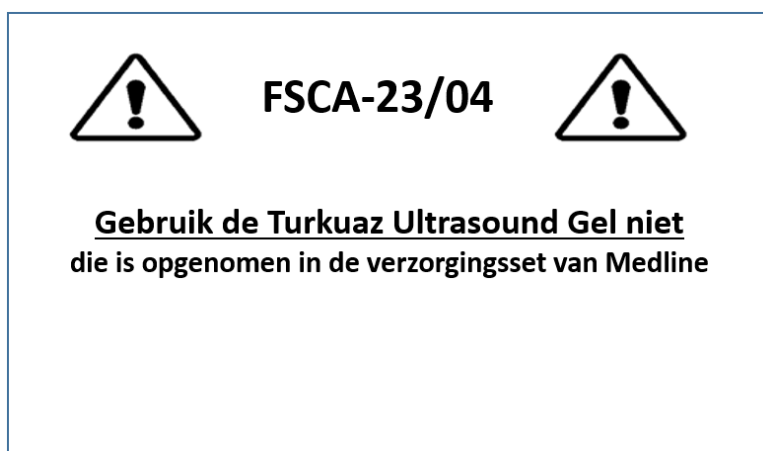 FSCA-23/04
Gebruik de Turkuaz Ultrasound Gel niet
die is opgenomen in de verzorgingsset van Medline